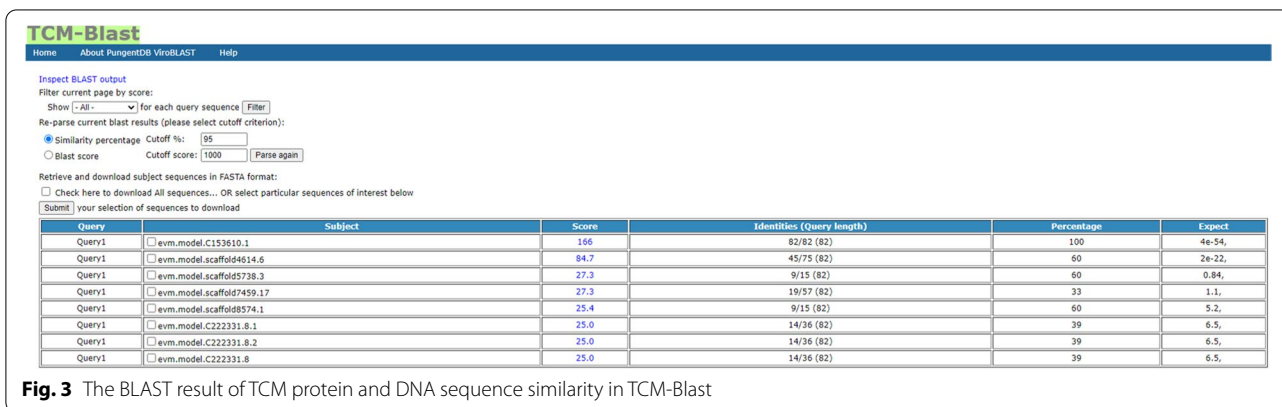 TCM-Blast
Home About PungentDB ViroBLAST Help
Inspect BLAST output
Filter current page by score:
Show - All - for each query sequence Filter
Re-parse current blast results (please select cutoff criterion):
Similarity percentage Cutoff %: 95
Blast score Cutoff score: 1000 Parse again
Retrieve and download subject sequences in FASTA format:
Check here to download All sequences... OR select particular sequences of interest below
Submit your selection of sequences to download
Query Subject Score Identities (Query length) Percentage Expect
Query1 evm.model.C153610.1 166 82/82 (82) 100 4e-54,
Query1 evm.model.scaffold4614.6 84.7 45/75 (82) 60 2e-22,
Query1 evm.model.scaffold5738.3 27.3 9/15 (82) 60 0.84,
Query1 evm.model.scaffold7459.17 27.3 19/57 (82) 33 1.1,
Query1 evm.model.scaffold8574.1 25.4 9/15 (82) 60 5.2,
Query1 evm.model.C222331.8.1 25.0 14/36 (82) 39 6.5,
Query1 evm.model.C222331.8.2 25.0 14/36 (82) 39 6.5,
Query1 evm.model.C222331.8 25.0 14/36 (82) 39 6.5,
Fig. 3 The BLAST result of TCM protein and DNA sequence similarity in TCM-Blast